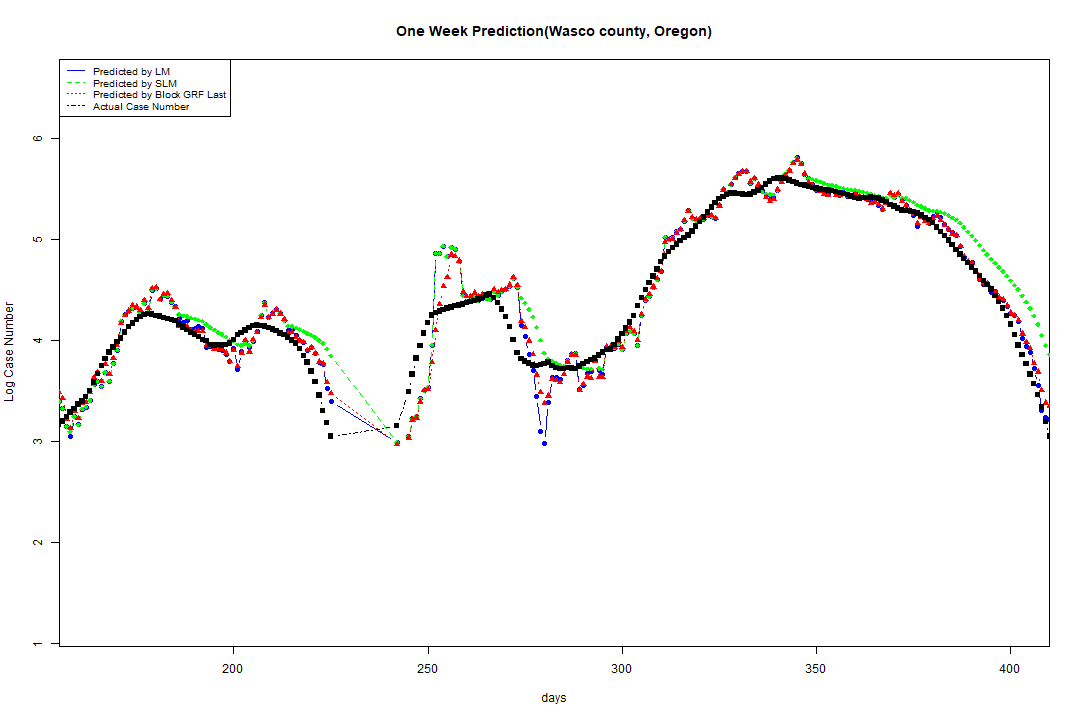 One Week Prediction(Wasco county, Oregon)
Predicted by LM
Predicted by SLM
Predicted by Block GRF Last
Actual Case Number
6
5
4
3
2
1
Log Case Number
200 250 300 350 400
days